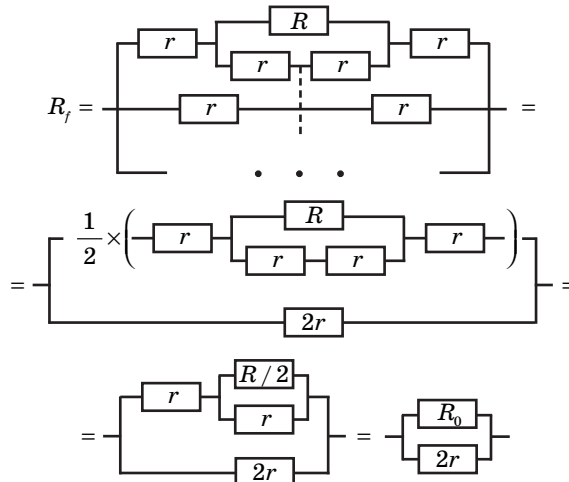 R
r r
r r
R_f = r r =
. . .
= 1/2 × ( r R r ) =
r r
2r
R / 2
= r = R_0
r 2r
2r